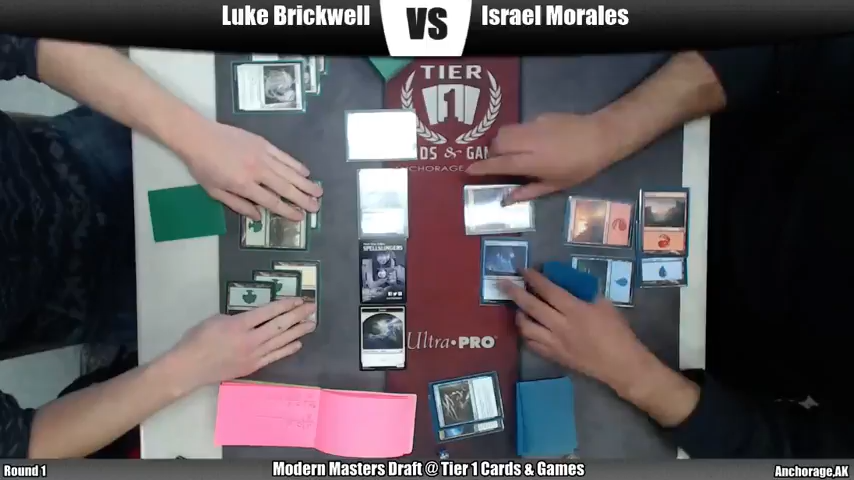 Luke Brickwell VS Israel Morales
TIER
1
DS & GA
ANCHORAGE
SPELLSLINGERS
Ultra•PRO
Round 1
Modern Masters Draft @ Tier 1 Cards & Games
Anchorage,AK